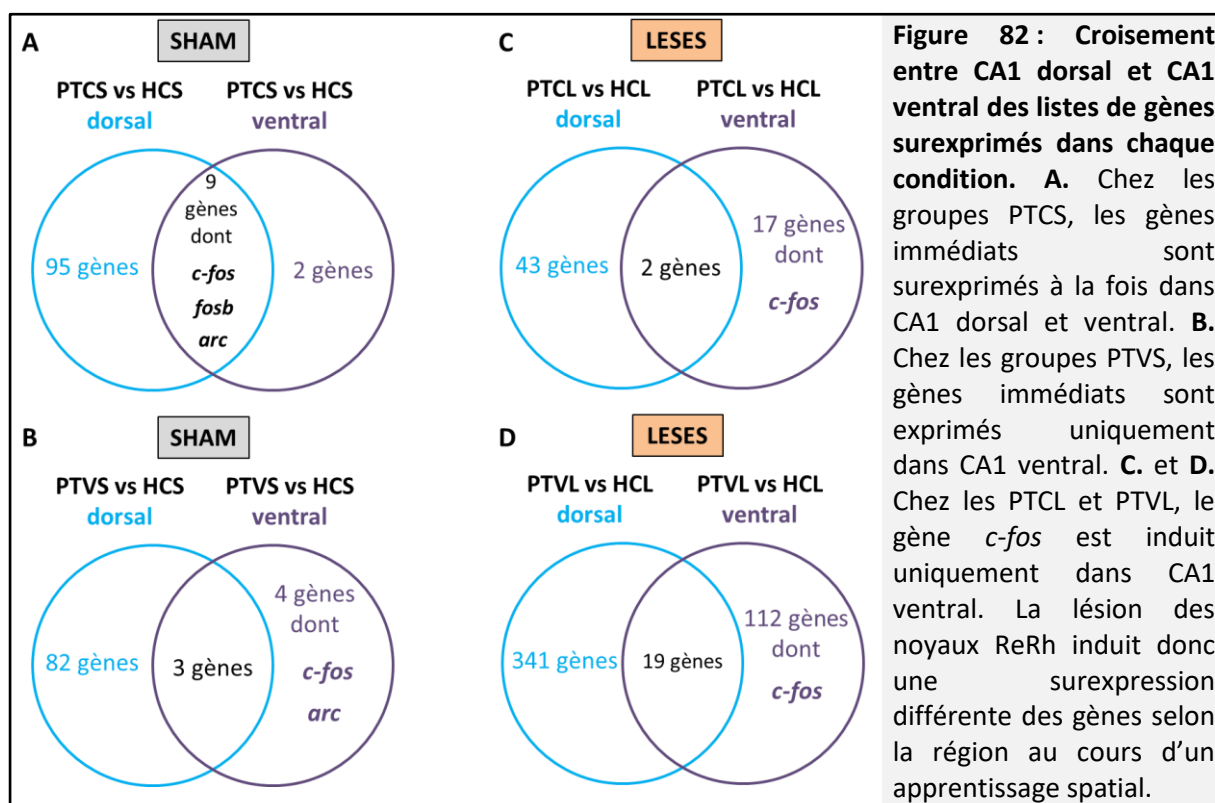 A
SHAM
PTCS vs HCS
dorsal
PTCS vs HCS
ventral
95 gènes
9
gènes
dont
c-fos
fosb
arc
2 gènes
B
SHAM
PTVS vs HCS
dorsal
PTVS vs HCS
ventral
82 gènes
3 gènes
4 gènes
dont
c-fos
arc
C
LESES
PTCL vs HCL
dorsal
PTCL vs HCL
ventral
43 gènes
2 gènes
17 gènes
dont
c-fos
D
LESES
PTVL vs HCL
dorsal
PTVL vs HCL
ventral
341 gènes
19 gènes
112 gènes
dont
c-fos
Figure 82 : Croisement
entre CA1 dorsal et CA1
ventral des listes de gènes
surexprimés dans chaque
condition. A. Chez les
groupes PTCS, les gènes
immédiats sont
surexprimés à la fois dans
CA1 dorsal et ventral. B.
Chez les groupes PTVS, les
gènes immédiats sont
exprimés uniquement
dans CA1 ventral. C. et D.
Chez les PTCL et PTVL, le
gène c-fos est induit
uniquement dans CA1
ventral. La lésion des
noyaux ReRh induit donc
une surexpression
différente des gènes selon
la région au cours d'un
apprentissage spatial.